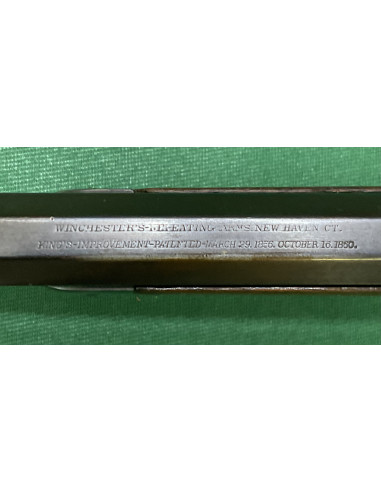 WINCHESTER'S-REPEATING ARMS. NEW HAVEN. CT.
KING'S-IMPROVEMENT-PATENTED-MARCH 29. 1866. OCTOBER 16. 1860.